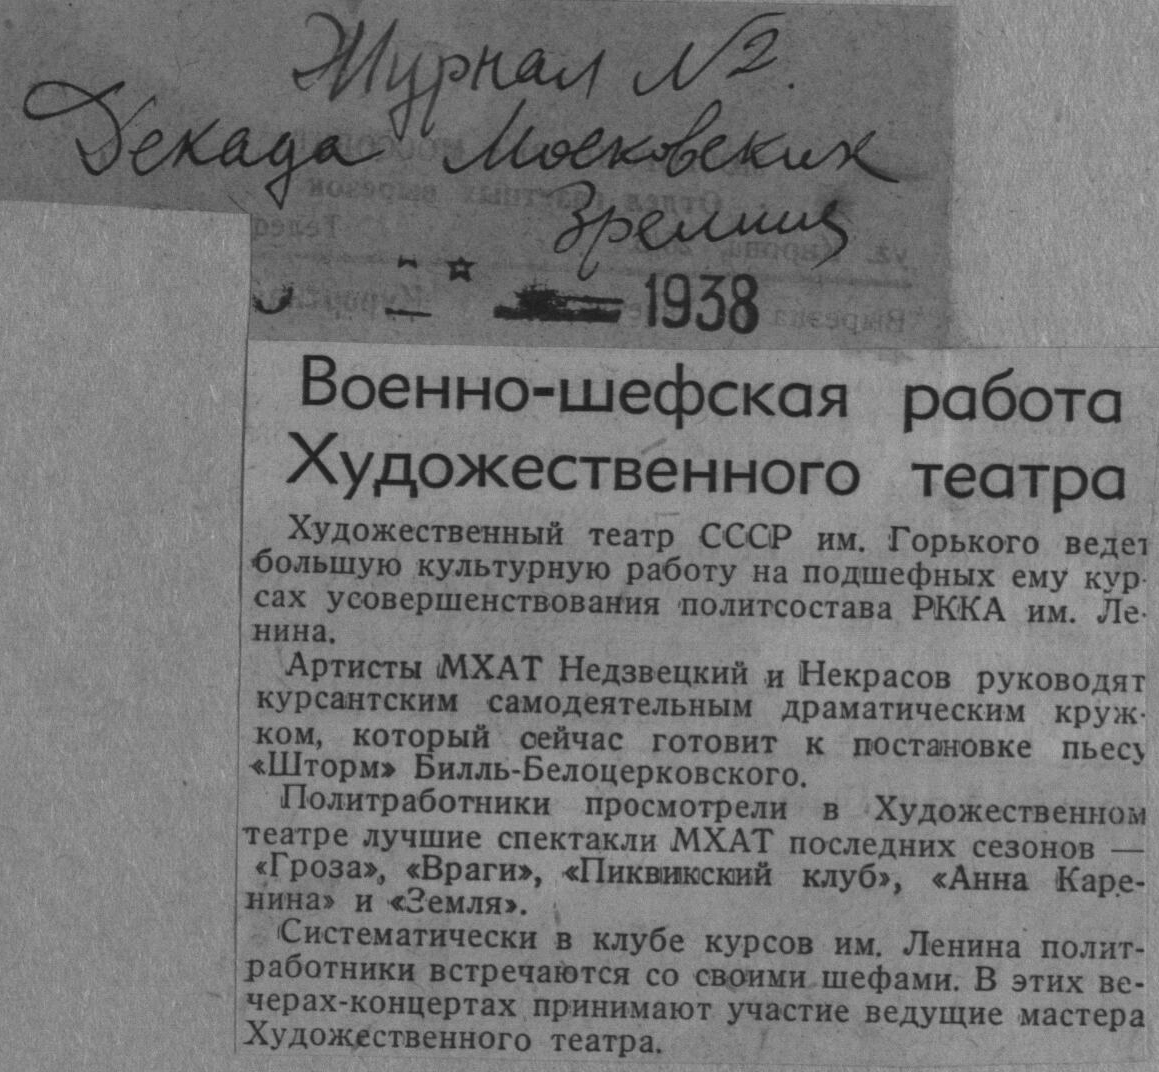 Журнал №2.
Декада Московских
Зрелищ
1938
Военно-шефская работа
Художественного театра
Художественный театр СССР им. Горького ведет
большую культурную работу на подшефных ему кур-
сах усовершенствования политсостава РККА им. Ле-
нина.
Артисты МХАТ Недзвецкий и Некрасов руководят
курсантским самодеятельным драматическим круж-
ком, который сейчас готовит к постановке пьесу
«Шторм» Билль-Белоцерковского.
Политработники просмотрели в Художественном
театре лучшие спектакли МХАТ последних сезонов —
«Гроза», «Враги», «Пиквикский клуб», «Анна Каре-
нина» и «Земля».
Систематически в клубе курсов им. Ленина полит-
работники встречаются со своими шефами. В этих ве-
черах-концертах принимают участие ведущие мастера
Художественного театра.